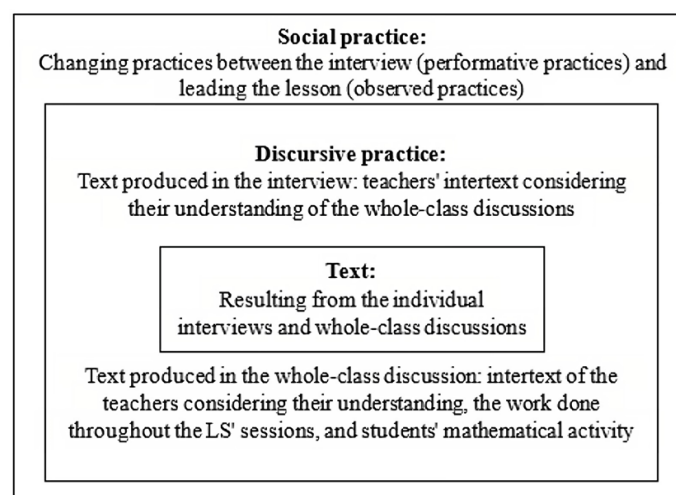 Social practice:
Changing practices between the interview (performative practices) and
leading the lesson (observed practices)
Discursive practice:
Text produced in the interview: teachers' intertext considering
their understanding of the whole-class discussions
Text:
Resulting from the individual
interviews and whole-class discussions
Text produced in the whole-class discussion: intertext of the
teachers considering their understanding, the work done
throughout the LS' sessions, and students' mathematical activity